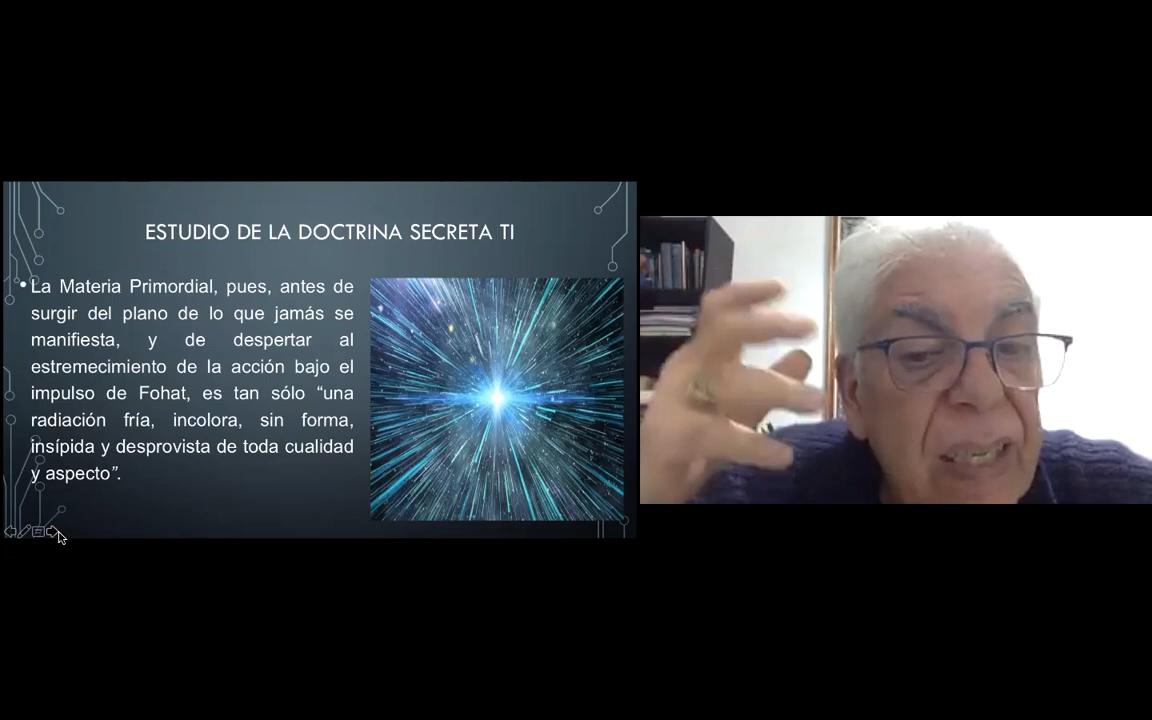 ESTUDIO DE LA DOCTRINA SECRETA TI
• La Materia Primordial, pues, antes de
surgir del plano de lo que jamás se
manifiesta, y de despertar al
estremecimiento de la acción bajo el
impulso de Fohat, es tan sólo “una
radiación fría, incolora, sin forma,
insípida y desprovista de toda cualidad
y aspecto”.